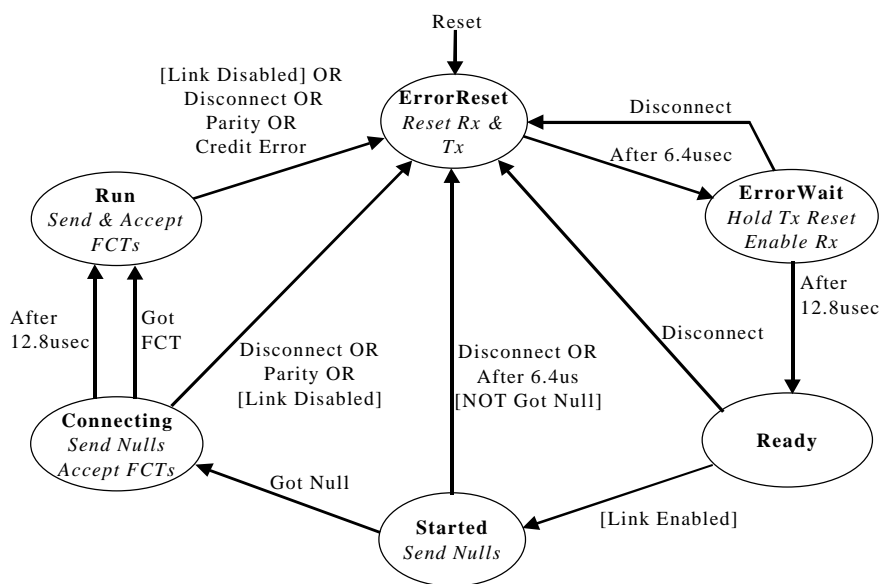 Reset
[Link Disabled] OR
Disconnect OR
Parity OR
Credit Error
ErrorReset
Reset Rx &
Tx
Disconnect
After 6.4usec
ErrorWait
Hold Tx Reset
Enable Rx
Run
Send & Accept
FCTs
After
12.8usec
Got
FCT
After
12.8usec
Disconnect OR
Parity OR
[Link Disabled]
Disconnect OR
After 6.4us
[NOT Got Null]
Disconnect
Connecting
Send Nulls
Accept FCTs
Ready
Got Null
Started
Send Nulls
[Link Enabled]